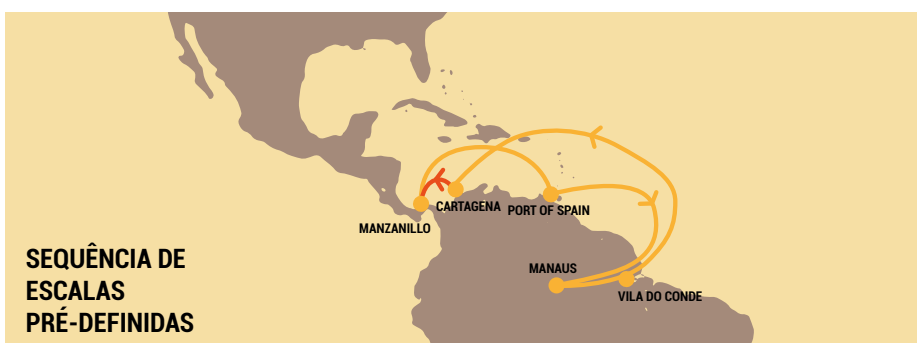 CARTAGENA
PORT OF SPAIN
MANZANILLO
MANAUS
VILA DO CONDE
SEQUÊNCIA DE
ESCALAS
PRÉ-DEFINIDAS